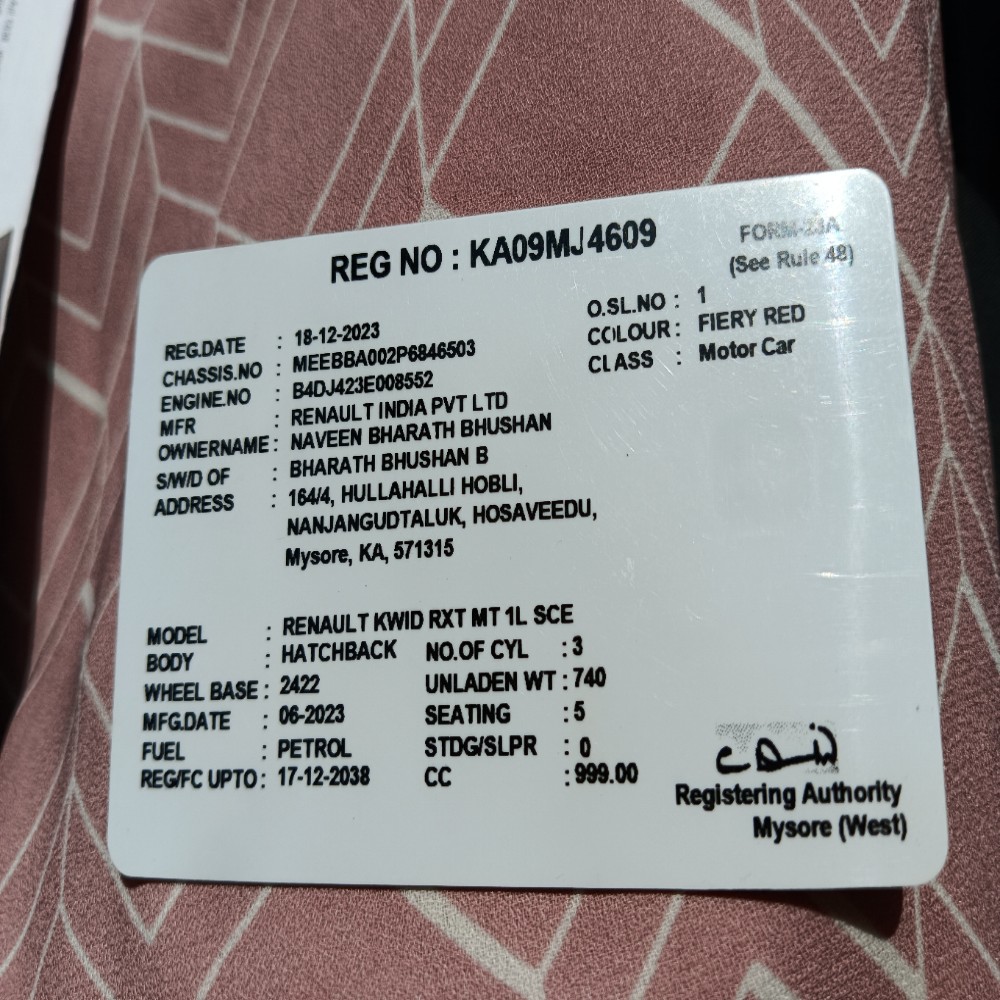 REG NO : KA09MJ4609
FORM-23A
(See Rule 48)
REG.DATE : 18-12-2023
O.SL.NO : 1
CHASSIS.NO : MEEBBA002P6846503
COLOUR : FIERY RED
ENGINE.NO : B4DJ423E008552
CLASS : Motor Car
MFR : RENAULT INDIA PVT LTD
OWNERNAME : NAVEEN BHARATH BHUSHAN
S/W/D OF : BHARATH BHUSHAN B
ADDRESS : 164/4, HULLAHALLI HOBLI,
NANJANGUDTALUK, HOSAVEEDU,
Mysore, KA, 571315
MODEL : RENAULT KWID RXT MT 1L SCE
BODY : HATCHBACK NO.OF CYL : 3
WHEEL BASE : 2422 UNLADEN WT : 740
MFG.DATE : 06-2023 SEATING : 5
FUEL : PETROL STDG/SLPR : 0
REG/FC UPTO : 17-12-2038 CC : 999.00
Registering Authority
Mysore (West)